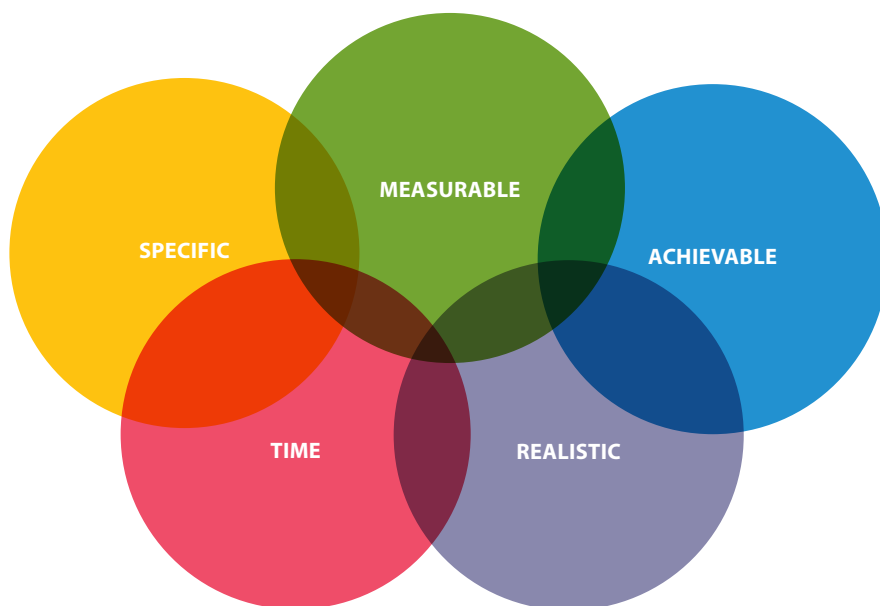 MEASURABLE
SPECIFIC
ACHIEVABLE
TIME
REALISTIC